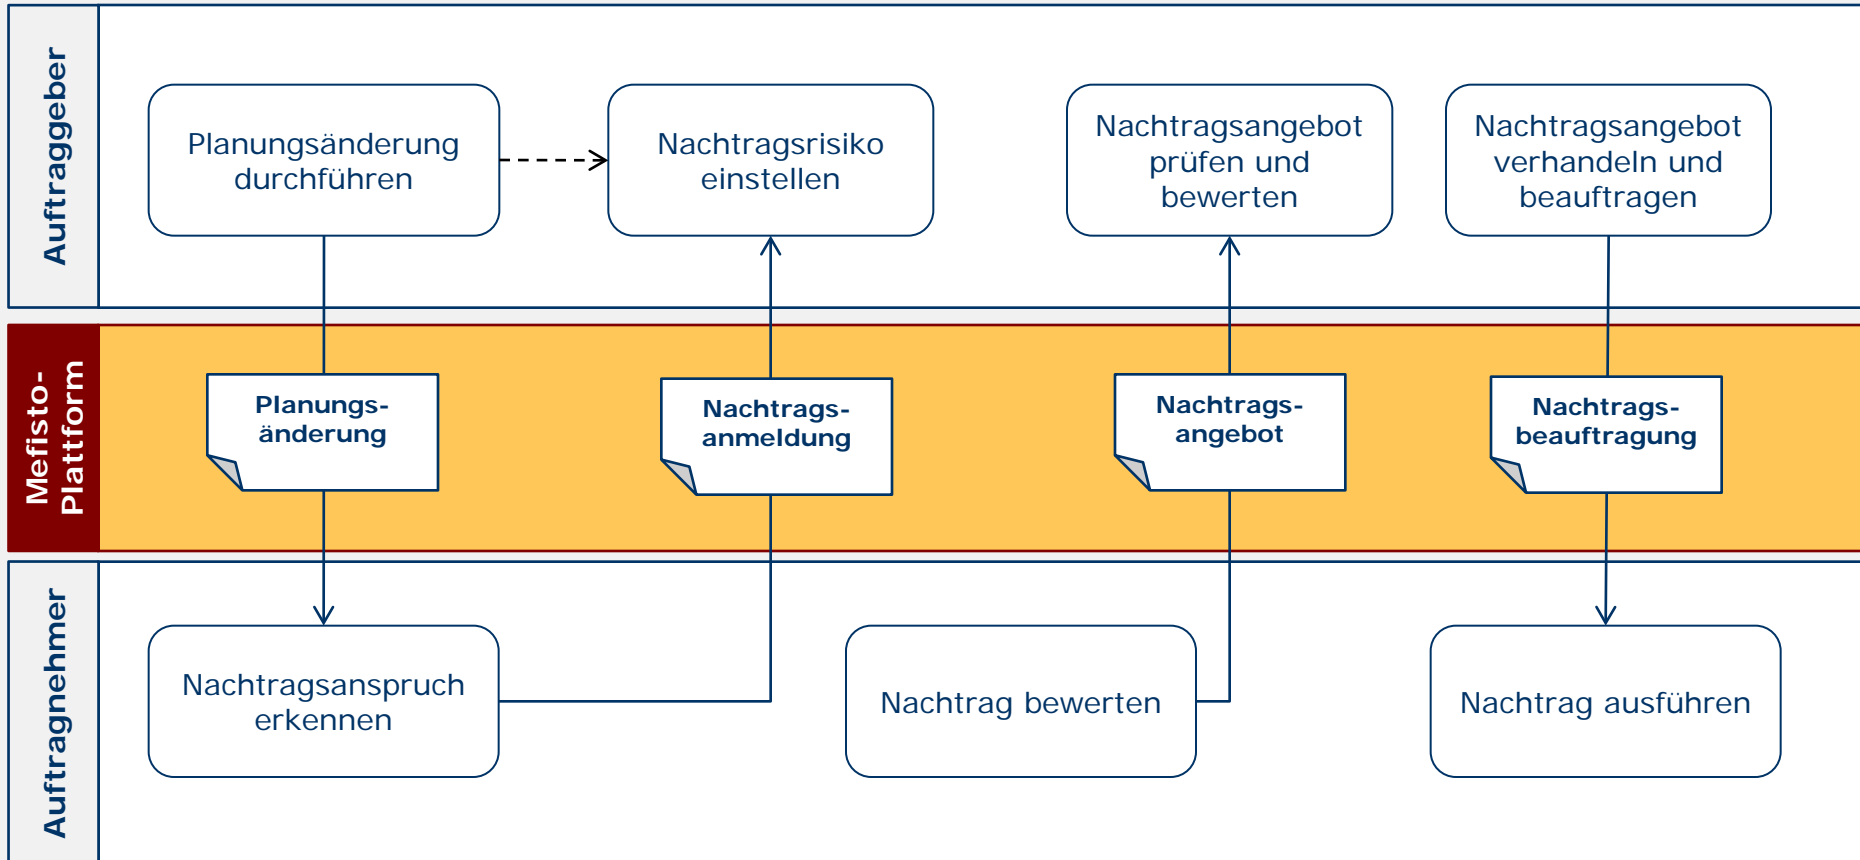 Auftraggeber
Planungsänderung
durchführen
Nachtragsrisiko
einstellen
Nachtragsangebot
prüfen und
bewerten
Nachtragsangebot
verhandeln und
beauftragen
Mefisto-
Plattform
Planungs-
änderung
Nachtrags-
anmeldung
Nachtrags-
angebot
Nachtrags-
beauftragung
Auftragnehmer
Nachtragsanspruch
erkennen
Nachtrag bewerten
Nachtrag ausführen